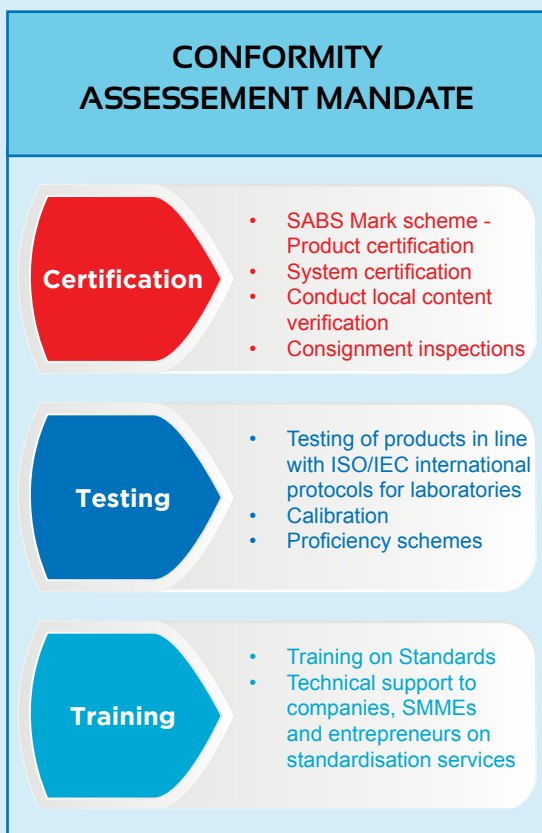 CONFORMITY
ASSESSEMENT MANDATE
Certification
• SABS Mark scheme -
Product certification
• System certification
• Conduct local content
verification
• Consignment inspections
Testing
• Testing of products in line
with ISO/IEC international
protocols for laboratories
• Calibration
• Proficiency schemes
Training
• Training on Standards
• Technical support to
companies, SMMEs
and entrepreneurs on
standardisation services